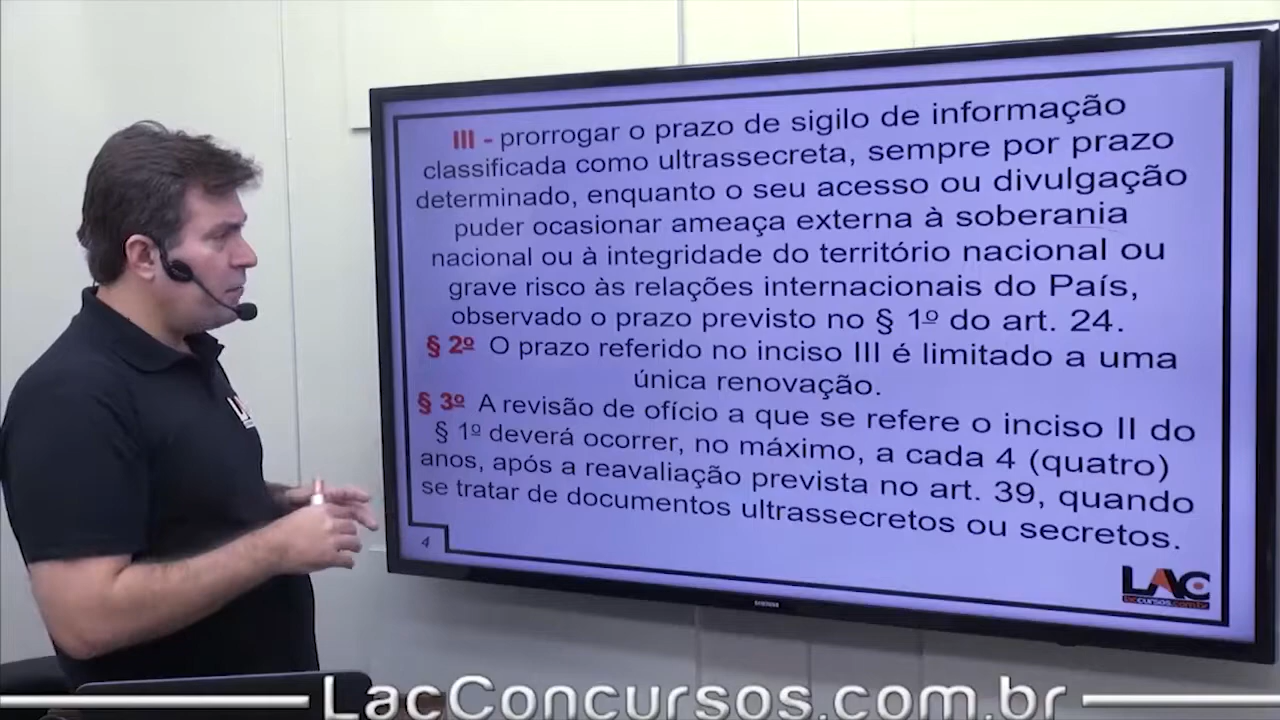 III - prorrogar o prazo de sigilo de informação
classificada como ultrassecreta, sempre por prazo
determinado, enquanto o seu acesso ou divulgação
puder ocasionar ameaça externa à soberania
nacional ou à integridade do território nacional ou
grave risco às relações internacionais do País,
observado o prazo previsto no § 1º do art. 24.
§ 2º O prazo referido no inciso III é limitado a uma
única renovação.
§ 3º A revisão de ofício a que se refere o inciso II do
§ 1º deverá ocorrer, no máximo, a cada 4 (quatro)
anos, após a reavaliação prevista no art. 39, quando
se tratar de documentos ultrassecretos ou secretos.
4
LAC
laccursos.com.br
SAMSUNG
LacConcursos.com.br